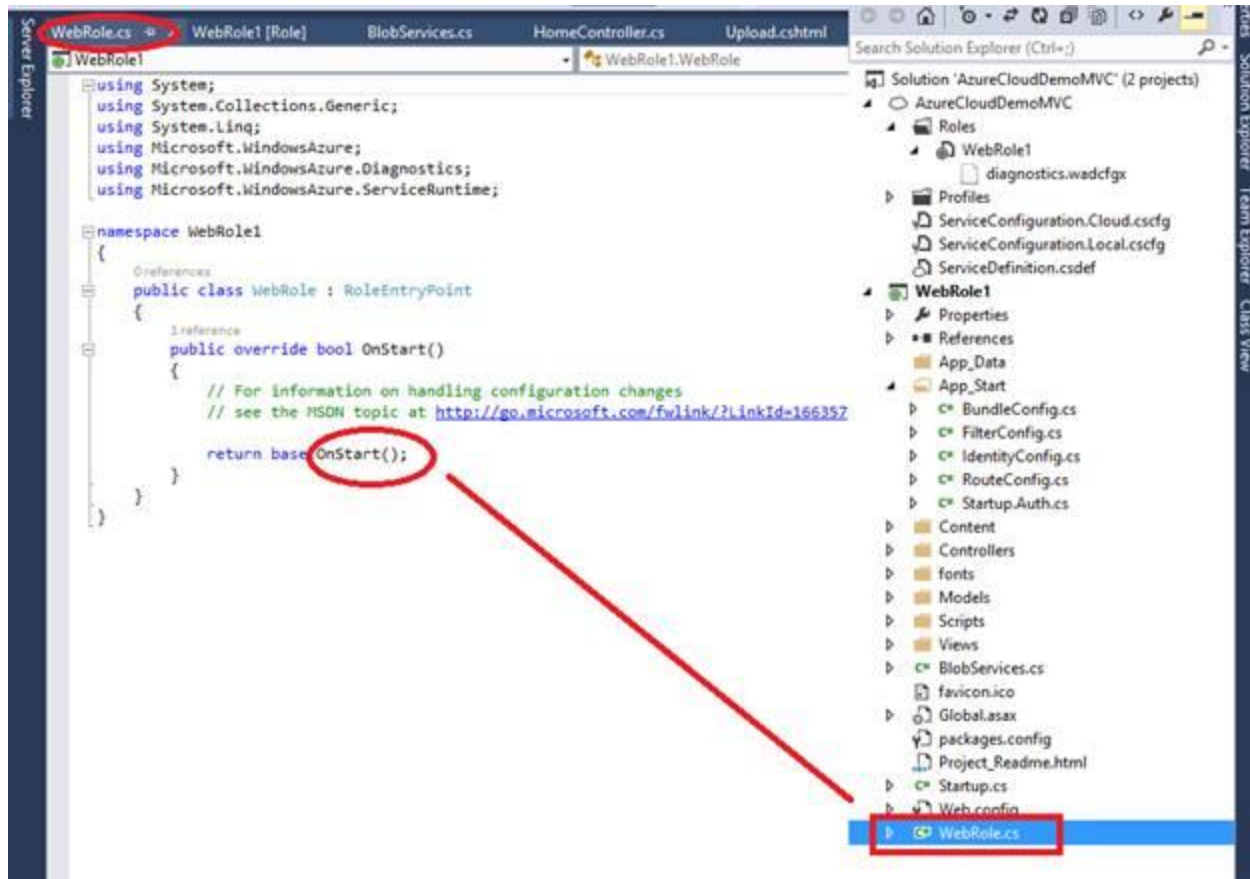 Server Explorer
WebRole.cs WebRole1 [Role] BlobServices.cs HomeController.cs Upload.cshtml
WebRole1 WebRole1.WebRole
using System;
using System.Collections.Generic;
using System.Linq;
using Microsoft.WindowsAzure;
using Microsoft.WindowsAzure.Diagnostics;
using Microsoft.WindowsAzure.ServiceRuntime;
namespace WebRole1
{
0 references
public class WebRole : RoleEntryPoint
{
1 reference
public override bool OnStart()
{
// For information on handling configuration changes
// see the MSDN topic at http://go.microsoft.com/fwlink/?LinkId=166357
return base OnStart();
}
}
}
Search Solution Explorer (Ctrl+;)
Solution 'AzureCloudDemoMVC' (2 projects)
AzureCloudDemoMVC
Roles
WebRole1
diagnostics.wadcfgx
Profiles
ServiceConfiguration.Cloud.cscfg
ServiceConfiguration.Local.cscfg
ServiceDefinition.csdef
WebRole1
Properties
References
App_Data
App_Start
C# BundleConfig.cs
C# FilterConfig.cs
C# IdentityConfig.cs
C# RouteConfig.cs
C# Startup.Auth.cs
Content
Controllers
fonts
Models
Scripts
Views
C# BlobServices.cs
favicon.ico
Global.asax
packages.config
Project_Readme.html
C# Startup.cs
Web.config
C# WebRole.cs
Solution Explorer
Team Explorer
Class View